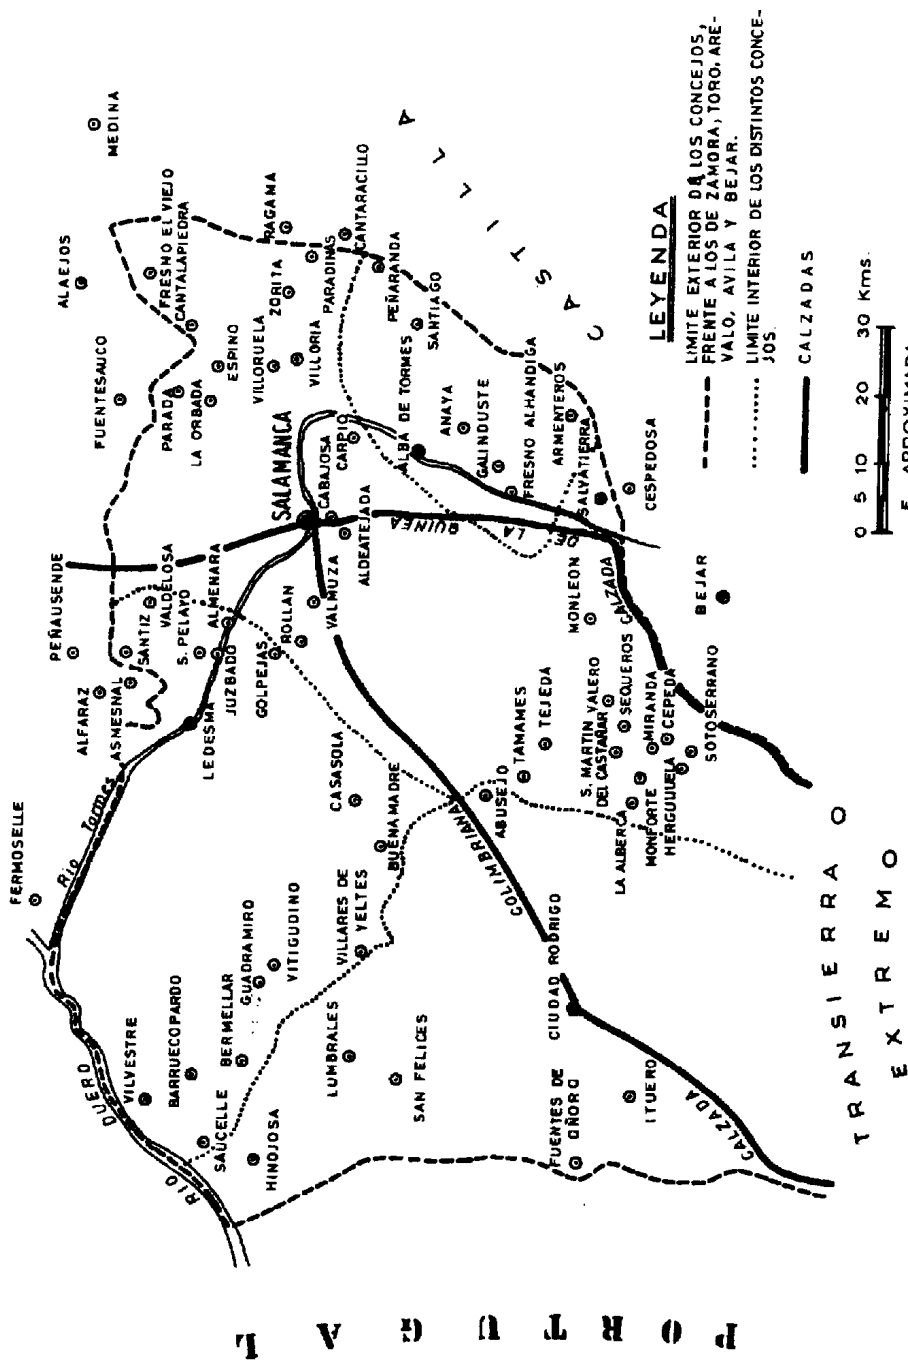 FERMOSELLE
PEÑAUSENDE
ALFARAZ
ASMESNAL
SANTIZ
VALDELOSA
S. PELAYO
ALMENARA
JUZBADO
LEDESMA
GOLPEJAS
ROLLAN
VALMUZA
Rio Tormes
FUENTESAUCO
ALAEJOS
MEDINA
PARADA
LA ORBADA
ESPINO
FRESNO EL VIEJO
CANTALAPIEDRA
VILLORUELA
VILLORIA
ZORITA
RAGAMA
PARADINAS
CANTARACILLO
PEÑARANDA
SANTIAGO
SALAMANCA
CABAJOSA
CARPIO
ALDEATEJADA
ALBA DE TORMES
ANAYA
GALINDUSTE
FRESNO ALHANDIGA
ARMENTEROS
SALVATIERRA
CESPEDOSA
CASTILLA
RIO DUERO
VILVESTRE
BARRUECOPARDO
SAUCELLE
BERMELLAR
HINOJOSA
GUADRAMIRO
VITIGUDINO
LUMBRALES
VILLARES DE
YELTES
SAN FELICES
CASASOLA
BUENAMADRE
ABUSEJO
TAMAMES
TEJEDA
CALZADA COLIMBRIANA
CIUDAD RODRIGO
FUENTES DE
OÑORO
ITUERO
MONLEON
CALZADA DE LA QUINEA
S. MARTIN VALERO
DEL CASTAÑAR
SEQUEROS
LA ALBERCA
MONFORTE
MIRANDA
HERGUIJUELA
CEPEDA
SOTOSERRANO
BEJAR
TRANSIERRA O
EXTREMO
PORTUGAL
LEYENDA
LIMITE EXTERIOR DE LOS CONCEJOS,
FRENTE A LOS DE ZAMORA, TORO, ARE-
VALO, AVILA Y BEJAR.
LIMITE INTERIOR DE LOS DISTINTOS CONCE-
JOS.
CALZADAS
0 5 10 20 30 Kms.